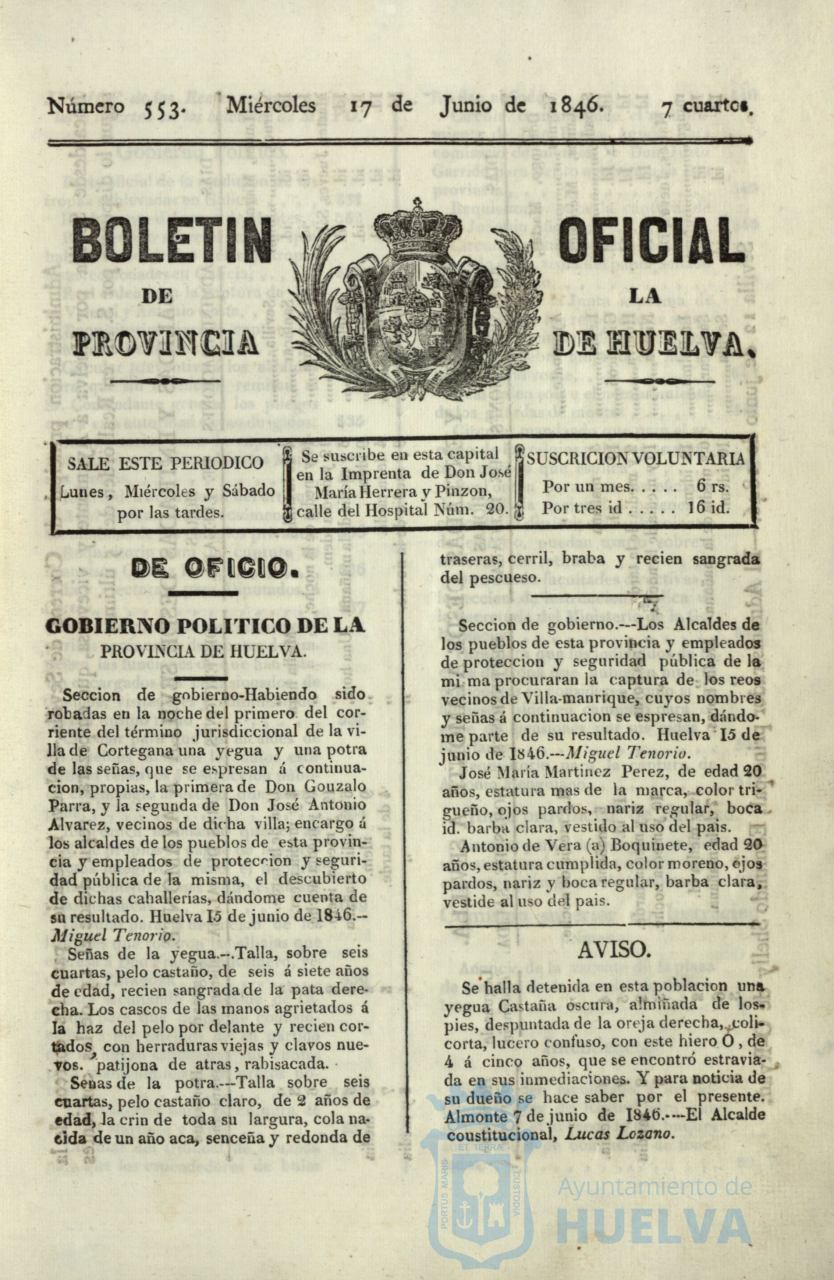 Número 553. Miércoles 17 de Junio de 1846. 7 cuartos.
BOLETIN OFICIAL
DE LA
PROVINCIA DE HUELVA.
SALE ESTE PERIODICO
Lunes, Miércoles y Sábado
por las tardes.
Se suscribe en esta capital
en la Imprenta de Don José
María Herrera y Pinzon,
calle del Hospital Núm. 20.
SUSCRICION VOLUNTARIA
Por un mes. . . . . 6 rs.
Por tres id . . . . . 16 id.
DE OFICIO.
GOBIERNO POLITICO DE LA
PROVINCIA DE HUELVA.
Seccion de gobierno-Habiendo sido
robadas en la noche del primero del cor-
riente del término jurisdiccional de la vi-
lla de Cortegana una yegua y una potra
de las señas, que se espresan á continua-
cion, propias, la primera de Don Gouzalo
Parra, y la segunda de Don José Antonio
Alvarez, vecinos de dicha villa; encargo á
los alcaldes de los pueblos de esta provin-
cia y empleados de proteccion y seguri-
dad pública de la misma, el descubierto
de dichas cahallerías, dándome cuenta de
su resultado. Huelva 15 de junio de 1846.--
Miguel Tenorio.
Señas de la yegua.--.Talla, sobre seis
cuartas, pelo castaño, de seis á siete años
de edad, recien sangrada de la pata dere-
cha. Los cascos de las manos agrietados á
la haz del pelo por delante y recien cor-
tados, con herraduras viejas y clavos nue-
vos. patijona de atras, rabisacada.
Señas de la potra.---Talla sobre seis
cuartas, pelo castaño claro, de 2 años de
edad, la crin de toda su largura, cola na-
cida de un año aca, senceña y redonda de
traseras, cerril, braba y recien sangrada
del pescueso.
Seccion de gobierno.---Los Alcaldes de
los pueblos de esta provincia y empleados
de proteccion y seguridad pública de la
mi ma procuraran la captura de los reos
vecinos de Villa-manrique, cuyos nombres
y señas á continuacion se espresan, dándo-
me parte de su resultado. Huelva 15 de
junio de 1846.--Miguel Tenorio.
José María Martinez Perez, de edad 20
años, estatura mas de la marca, color tri-
gueño, ojos pardos, nariz regular, boca
id. barba clara, vestido al uso del pais.
Antonio de Vera (a) Boquinete, edad 20
años, estatura cumplida, color moreno, ojos
pardos, nariz y boca regular, barba clara,
vestide al uso del pais.
AVISO.
Se halla detenida en esta poblacion una
yegua Castaña oscura, almiñada de los-
pies, despuntada de la oreja derecha, coli-
corta, lucero confuso, con este hiero O , de
4 á cinco años, que se encontró estravia-
da en sus inmediaciones. Y para noticia de
su dueño se hace saber por el presente.
Almonte 7 de junio de 1846.----El Alcalde
coustitucional, Lucas Lozano.
PORTUS MARIS
ET TERRÆ
CUSTODIA
Ayuntamiento de
HUELVA